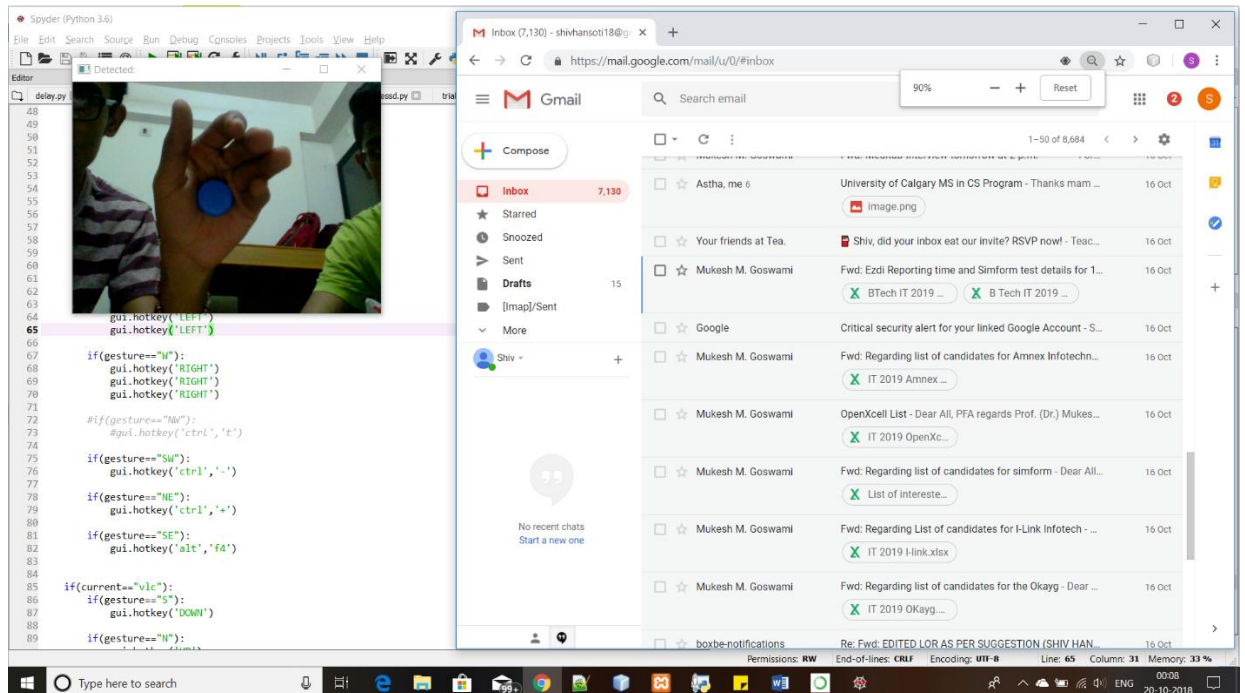 Spyder (Python 3.6)
File Edit Search Source Run Debug Consoles Projects Tools View Help
Editor
Detected:
delay.py
essd.py
trial
48
49
50
51
52
53
54
55
56
57
58
59
60
61
62
63
64 gui.hotkey('LEFT')
65 gui.hotkey('LEFT')
66
67 if(gesture=="W"):
68 gui.hotkey('RIGHT')
69 gui.hotkey('RIGHT')
70 gui.hotkey('RIGHT')
71
72 #if(gesture=="NW"):
73 #gui.hotkey('ctrl','t')
74
75 if(gesture=="SW"):
76 gui.hotkey('ctrl','-')
77
78 if(gesture=="NE"):
79 gui.hotkey('ctrl','+')
80
81 if(gesture=="SE"):
82 gui.hotkey('alt','f4')
83
84
85 if(current=="vlc"):
86 if(gesture=="S"):
87 gui.hotkey('DOWN')
88
89 if(gesture=="N"):
Inbox (7,130) - shivhansoti18@g
https://mail.google.com/mail/u/0/#inbox
90% − + Reset
Gmail
Search email
2
S
Compose
1–50 of 8,684
Inbox 7,130
Starred
Snoozed
Sent
Drafts 15
[Imap]/Sent
More
Shiv
No recent chats
Start a new one
Astha, me 6 University of Calgary MS in CS Program - Thanks mam ... 16 Oct
image.png
Your friends at Tea. Shiv, did your inbox eat our invite? RSVP now! - Teac... 16 Oct
Mukesh M. Goswami Fwd: Ezdi Reporting time and Simform test details for 1... 16 Oct
BTech IT 2019 ... B Tech IT 2019 ...
Google Critical security alert for your linked Google Account - S... 16 Oct
Mukesh M. Goswami Fwd: Regarding list of candidates for Amnex Infotechn... 16 Oct
IT 2019 Amnex ...
Mukesh M. Goswami OpenXcell List - Dear All, PFA regards Prof. (Dr.) Mukes... 16 Oct
IT 2019 OpenXc...
Mukesh M. Goswami Fwd: Regarding list of candidates for simform - Dear All... 16 Oct
List of intereste...
Mukesh M. Goswami Fwd: Regarding List of candidates for I-Link Infotech - ... 16 Oct
IT 2019 I-link.xlsx
Mukesh M. Goswami Fwd: Regarding list of candidates for the Okayg - Dear ... 16 Oct
IT 2019 OKayg....
boxbe-notifications Re: Fwd: EDITED LOR AS PER SUGGESTION (SHIV HAN... 16 Oct
Permissions: RW End-of-lines: CRLF Encoding: UTF-8 Line: 65 Column: 31 Memory: 33 %
Type here to search
99+
ENG
00:08
20-10-2018